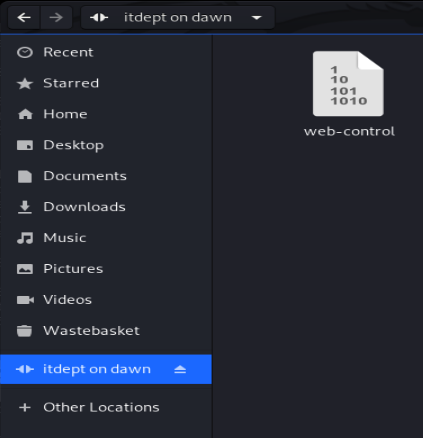 itdept on dawn
Recent
Starred
Home
Desktop
Documents
Downloads
Music
Pictures
Videos
Wastebasket
itdept on dawn
Other Locations
1
10
101
1010
web-control